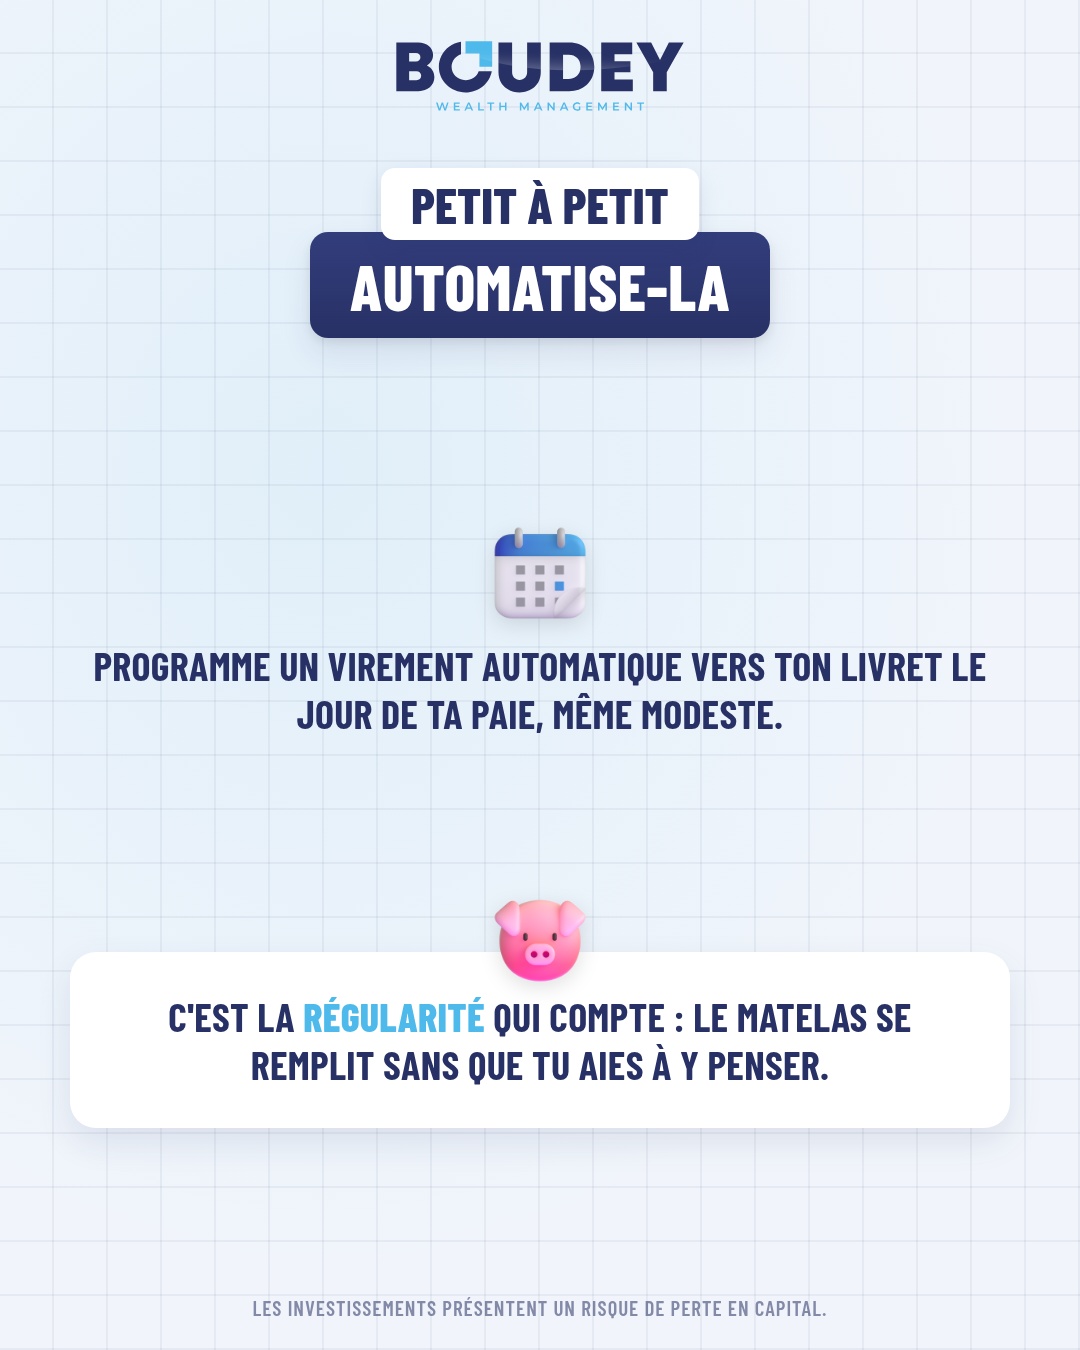 BOUDEY
WEALTH MANAGEMENT
PETIT À PETIT
AUTOMATISE-LA
PROGRAMME UN VIREMENT AUTOMATIQUE VERS TON LIVRET LE
JOUR DE TA PAIE, MÊME MODESTE.
C'EST LA RÉGULARITÉ QUI COMPTE : LE MATELAS SE
REMPLIT SANS QUE TU AIES À Y PENSER.
LES INVESTISSEMENTS PRÉSENTENT UN RISQUE DE PERTE EN CAPITAL.